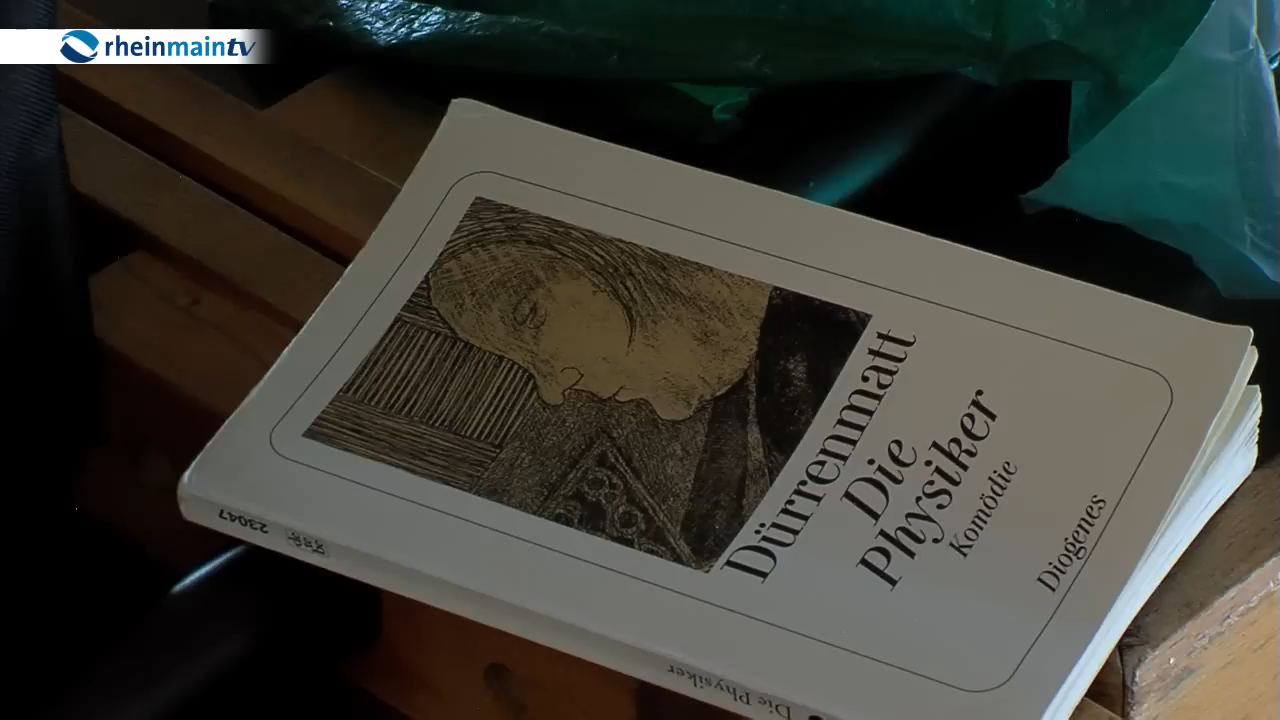 rheinmaintv
Dürrenmatt
Die
Physiker
Komödie
Diogenes
23047
Die Physiker